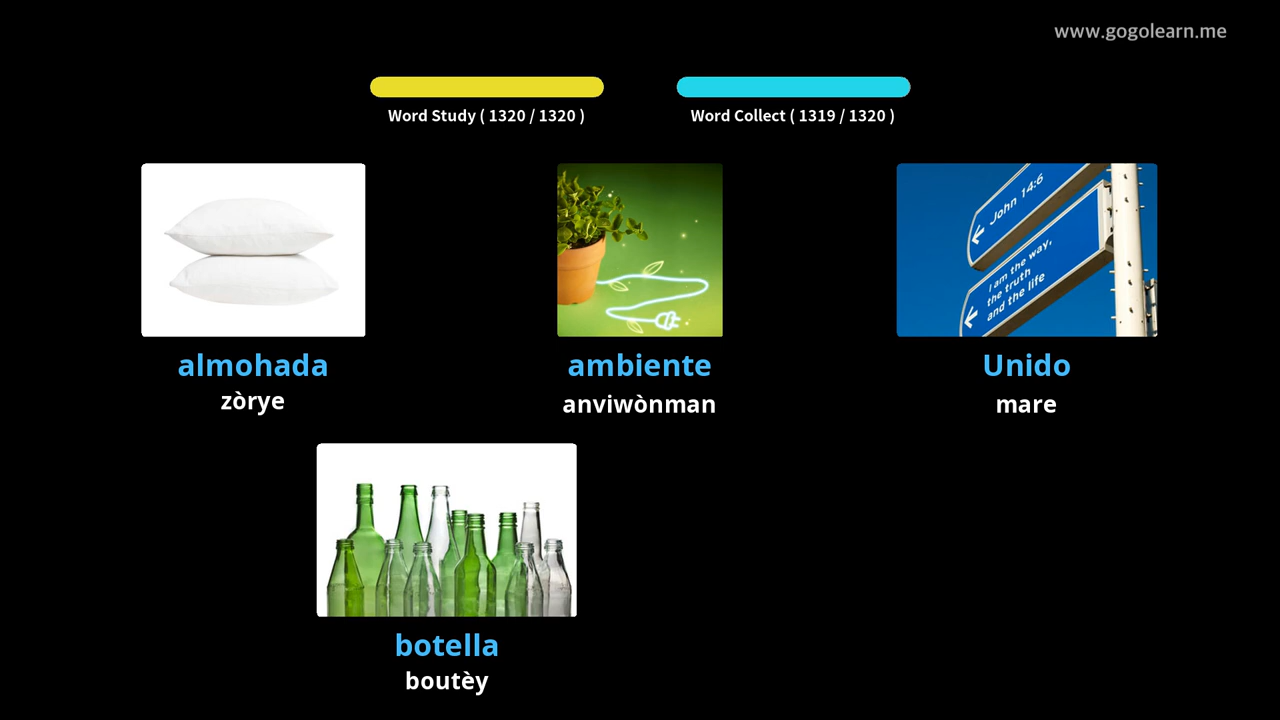 www.gogolearn.me
Word Study ( 1320 / 1320 )
Word Collect ( 1319 / 1320 )
John 14:6
I am the way,
the truth
and the life
almohada
zòrye
ambiente
anviwònman
Unido
mare
botella
boutèy